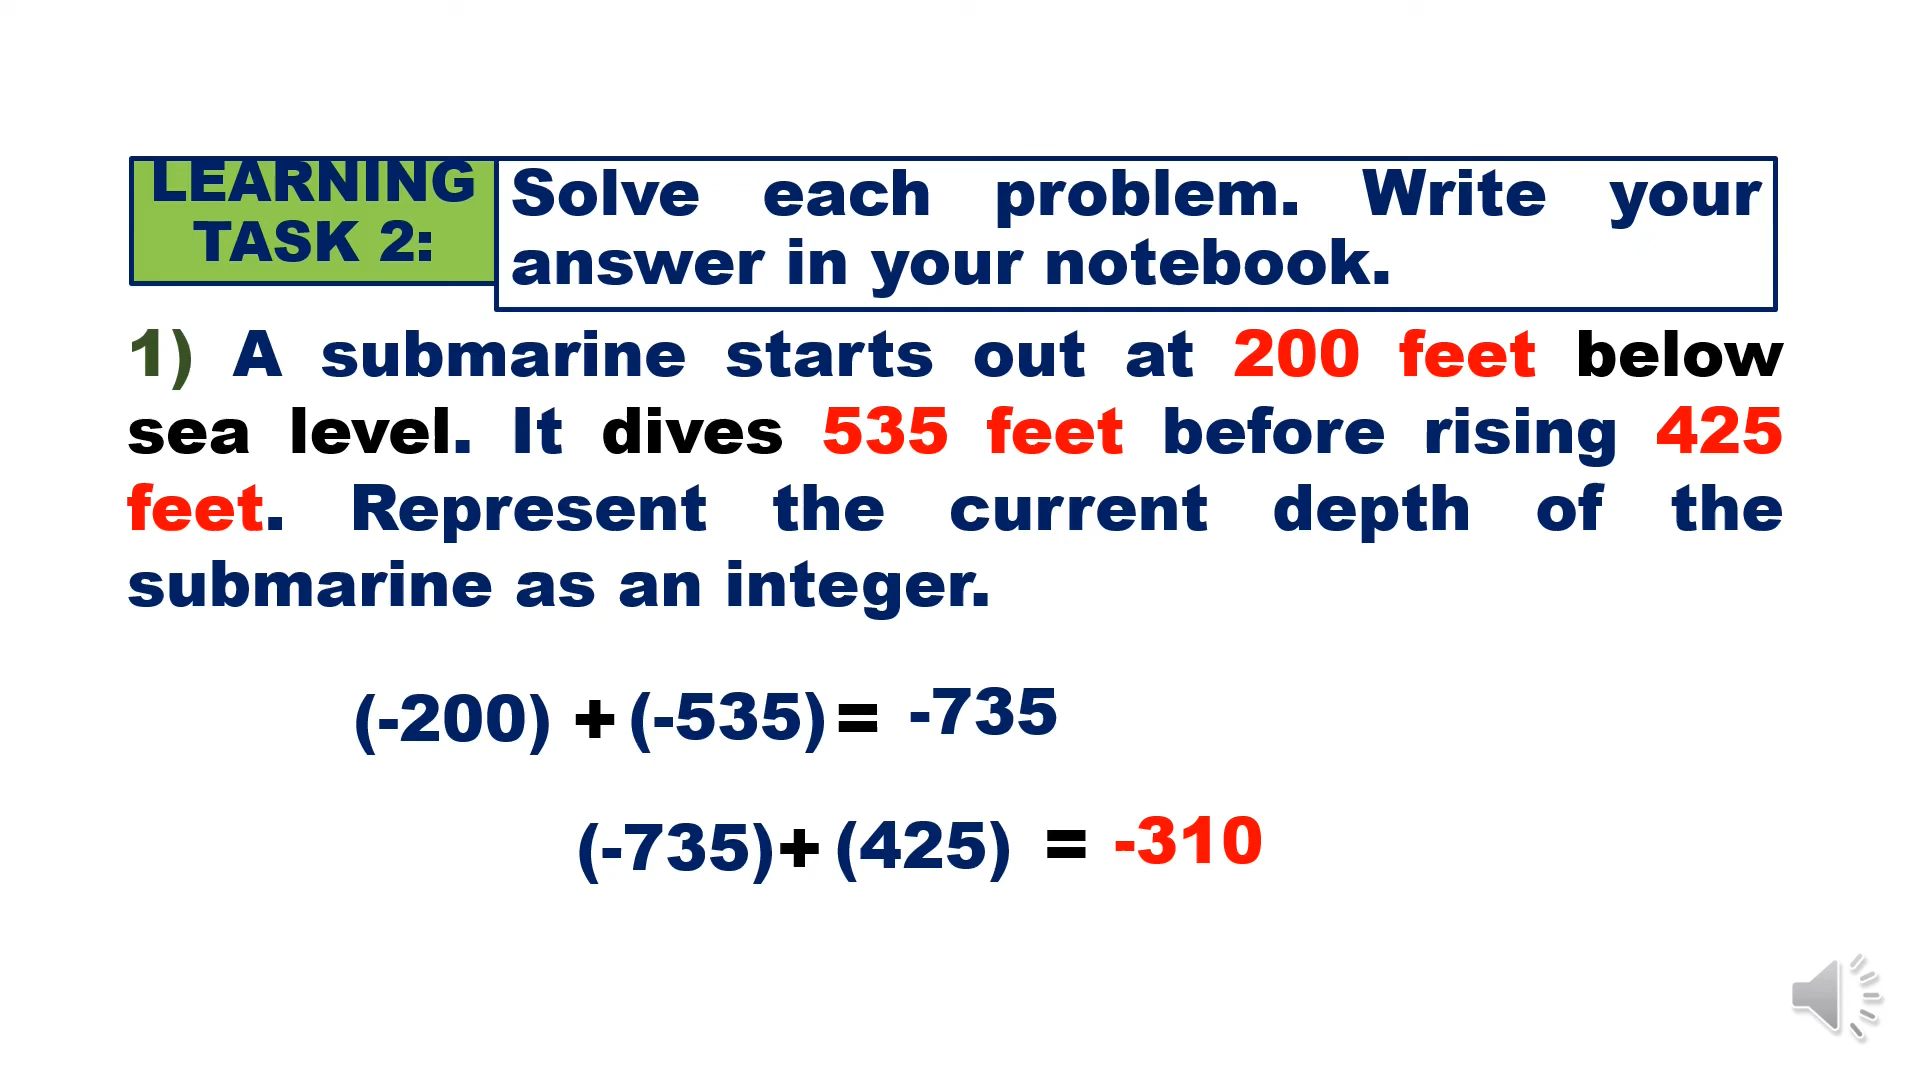 LEARNING
TASK 2:
Solve each problem. Write your
answer in your notebook.
1) A submarine starts out at 200 feet below
sea level. It dives 535 feet before rising 425
feet. Represent the current depth of the
submarine as an integer.
(-200) + (-535) = -735
(-735) + (425) = -310